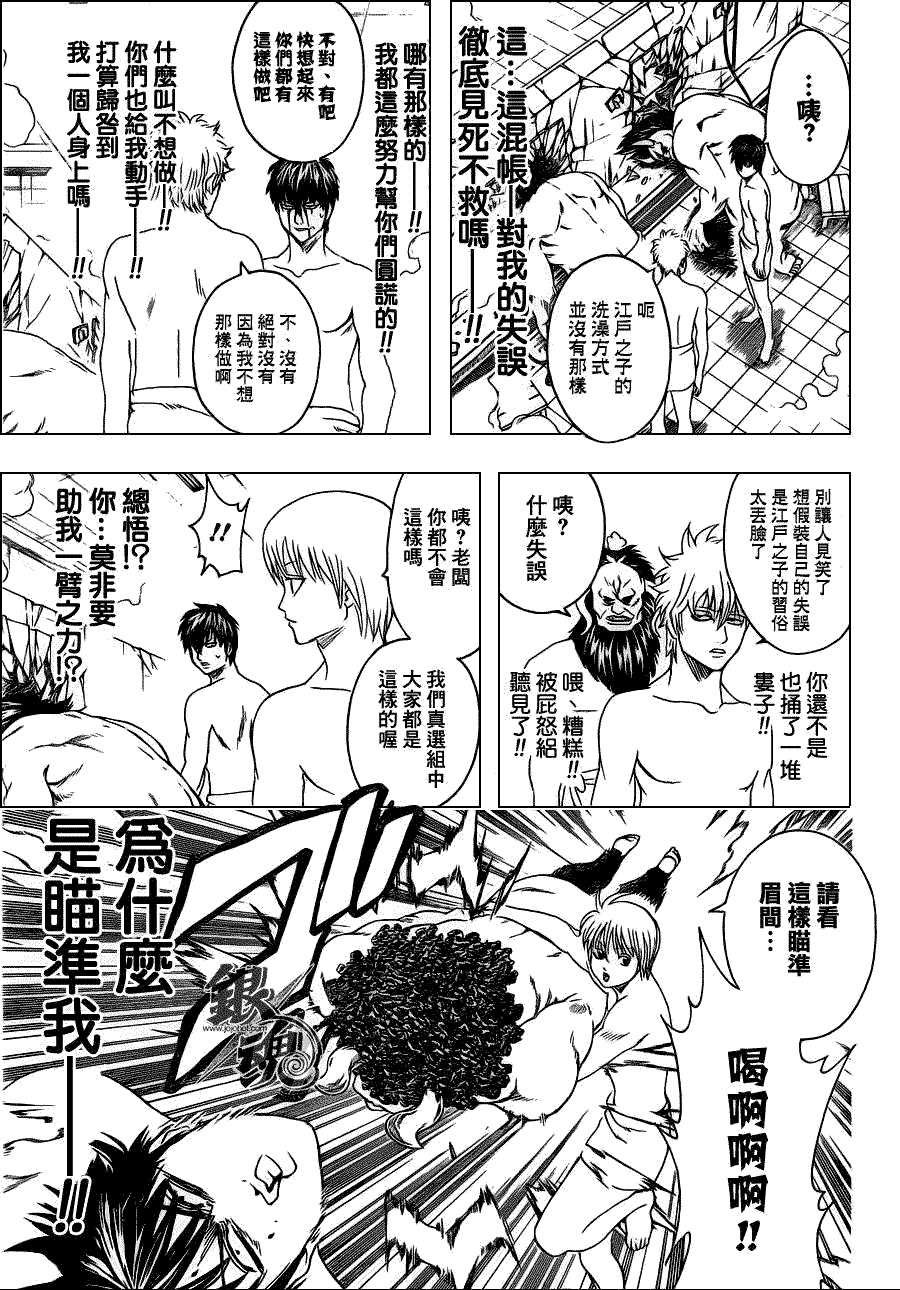 …咦?
這…這混帳—對我的失誤
徹底見死不救嗎——!!
呃
江戶之子的
洗澡方式
並沒有那樣
哪有那樣的—!!
我都這麼努力幫你們圓謊的!!
不對、有吧
快想起來
你們都有
這樣做吧
什麼叫不想做—!!
你們也給我動手—
打算歸咎到
我一個人身上嗎—!!
不、沒有
絕對沒有
因為我不想
那樣做啊
別讓人見笑了
想假裝自己的失誤
是江戶之子的習俗
太丟臉了
你還不是
也捅了一堆
婁子!!
咦?
什麼失誤
喂、糟糕!!
被屁怒絽
聽見了!!
咦?老闆
你都不會
這樣嗎
我們真選組中
大家都是
這樣的喔
!!
總悟!?
你…莫非要
助我一臂之力!?
請看
這樣瞄準
眉間…
喝啊啊啊!!
ブン
為什麼
是瞄準我——!!
銀魂
www.jojohot.com